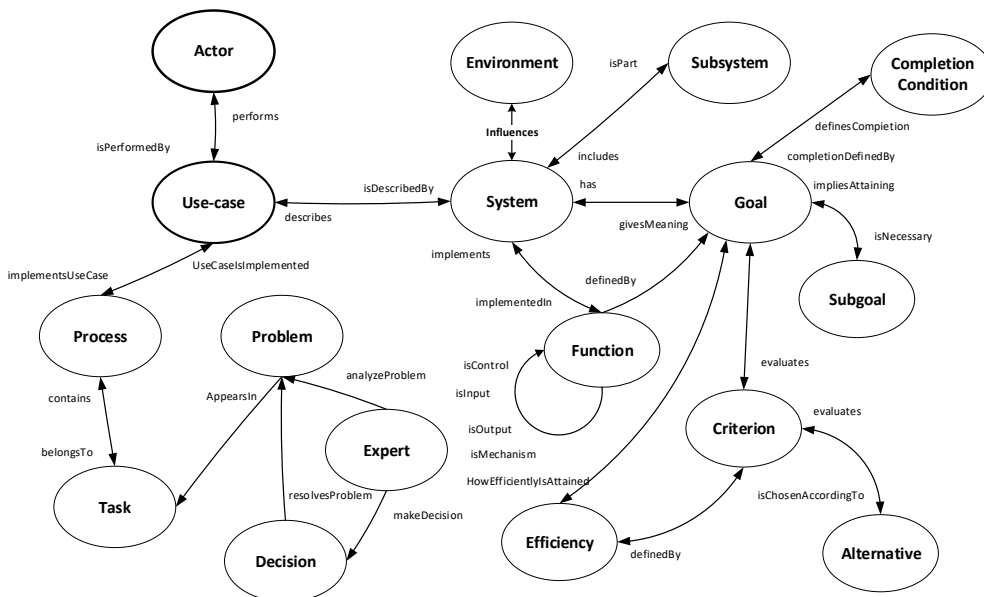 Actor
Environment
isPart
Subsystem
Completion
Condition
performs
isPerformedBy
Influences
includes
definesCompletion
completionDefinedBy
Use-case
isDescribedBy
describes
System
has
givesMeaning
Goal
impliesAttaining
isNecessary
Subgoal
implementsUseCase
UseCaseIsImplemented
implements
definedBy
implementedIn
Process
Problem
Function
analyzeProblem
isControl
isInput
isOutput
isMechanism
evaluates
contains
AppearsIn
belongsTo
Expert
Criterion
evaluates
isChosenAccordingTo
HowEfficientlyIsAttained
Task
resolvesProblem
makeDecision
Decision
Efficiency
definedBy
Alternative